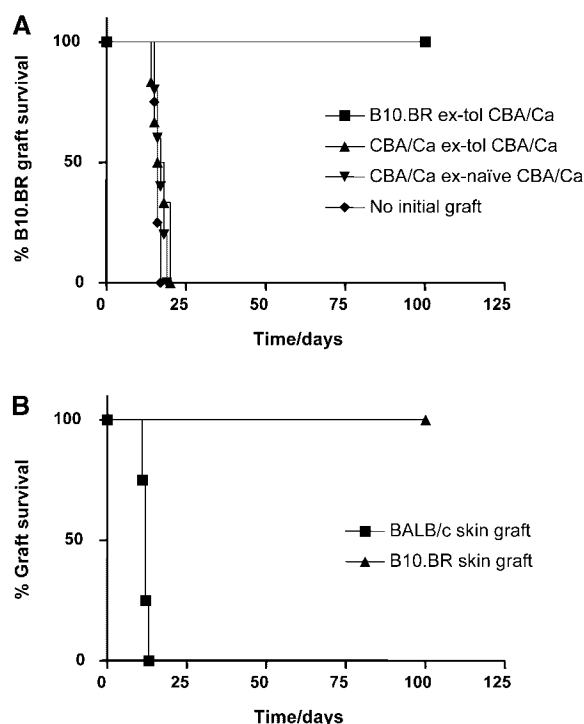 A
% B10.BR graft survival
100
50
0
0 25 50 75 100 125
Time/days
B10.BR ex-tol CBA/Ca
CBA/Ca ex-tol CBA/Ca
CBA/Ca ex-naïve CBA/Ca
No initial graft
B
% Graft survival
100
50
0
0 25 50 75 100 125
Time/days
BALB/c skin graft
B10.BR skin graft